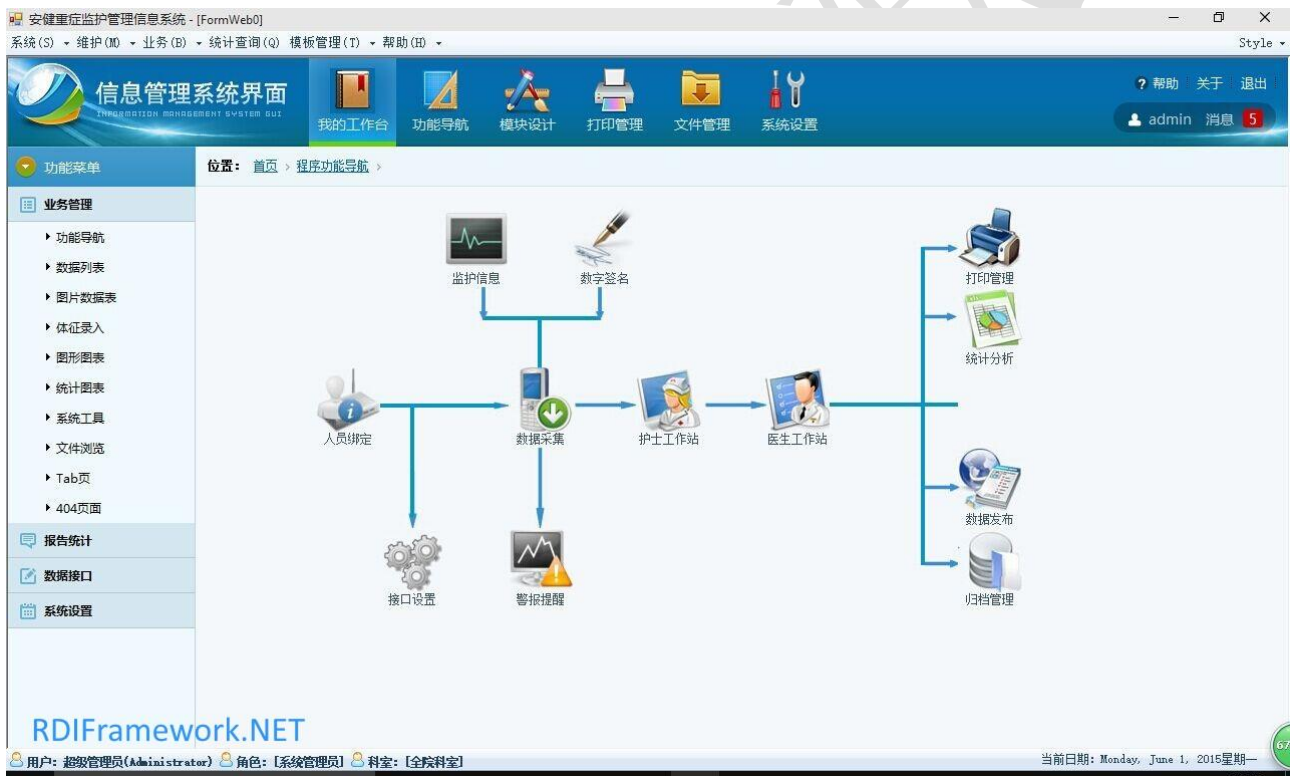 安健重症监护管理信息系统 - [FormWeb0]
系统(S) 维护(M) 业务(B) 统计查询(Q) 模板管理(T) 帮助(H) Style
信息管理系统界面
INFORMATION MANAGEMENT SYSTEM GUI
我的工作台 功能导航 模块设计 打印管理 文件管理 系统设置
? 帮助 关于 退出
admin 消息 5
功能菜单
位置： 首页 › 程序功能导航 ›
业务管理
功能导航
数据列表
图片数据表
体征录入
图形图表
统计图表
系统工具
文件浏览
Tab页
404页面
报告统计
数据接口
系统设置
监护信息 数字签名 打印管理
统计分析
人员绑定 数据采集 护士工作站 医生工作站
数据发布
接口设置 警报提醒 归档管理
RDIFramework.NET
67
用户: 超级管理员(Administrator) 角色: [系统管理员] 科室: [全院科室] 当前日期: Monday, June 1, 2015星期一